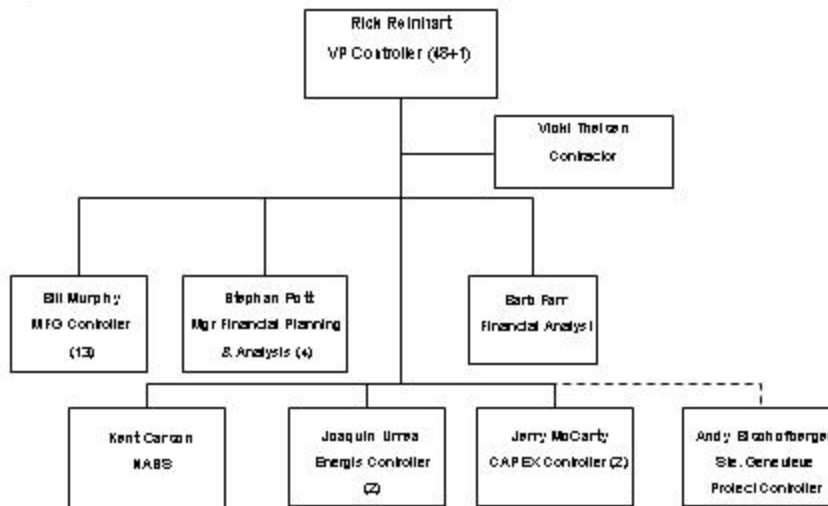 Rick Reinhart
VP Controller (48+1)
Vicki Theisen
Contractor
Bill Murphy
MFG Controller
(13)
Stephan Pott
Mgr Financial Planning
& Analysis (4)
Barb Farr
Financial Analyst
Kent Carson
NABS
Joaquin Urrea
Energis Controller
(2)
Jerry McCarty
CAPEX Controller (2)
Andy Bischofberger
Ste. Genevieve
Project Controller